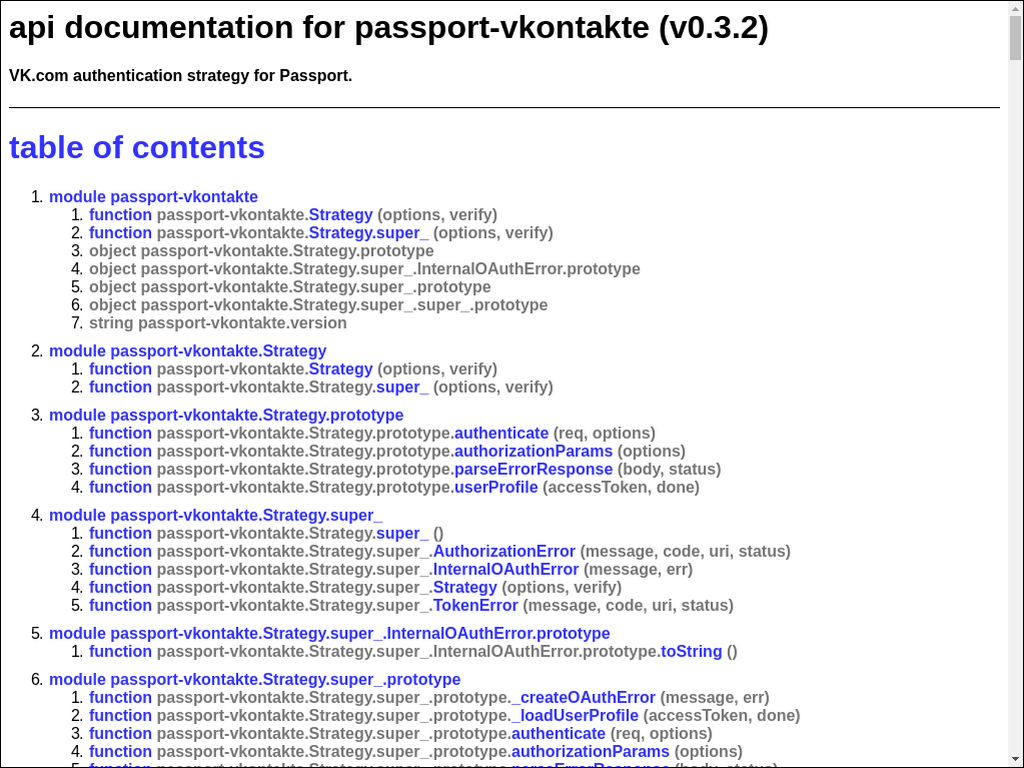 api documentation for passport-vkontakte (v0.3.2)
VK.com authentication strategy for Passport.
table of contents
1. module passport-vkontakte
1. function passport-vkontakte.Strategy (options, verify)
2. function passport-vkontakte.Strategy.super_ (options, verify)
3. object passport-vkontakte.Strategy.prototype
4. object passport-vkontakte.Strategy.super_.InternalOAuthError.prototype
5. object passport-vkontakte.Strategy.super_.prototype
6. object passport-vkontakte.Strategy.super_.super_.prototype
7. string passport-vkontakte.version
2. module passport-vkontakte.Strategy
1. function passport-vkontakte.Strategy (options, verify)
2. function passport-vkontakte.Strategy.super_ (options, verify)
3. module passport-vkontakte.Strategy.prototype
1. function passport-vkontakte.Strategy.prototype.authenticate (req, options)
2. function passport-vkontakte.Strategy.prototype.authorizationParams (options)
3. function passport-vkontakte.Strategy.prototype.parseErrorResponse (body, status)
4. function passport-vkontakte.Strategy.prototype.userProfile (accessToken, done)
4. module passport-vkontakte.Strategy.super_
1. function passport-vkontakte.Strategy.super_ ()
2. function passport-vkontakte.Strategy.super_.AuthorizationError (message, code, uri, status)
3. function passport-vkontakte.Strategy.super_.InternalOAuthError (message, err)
4. function passport-vkontakte.Strategy.super_.Strategy (options, verify)
5. function passport-vkontakte.Strategy.super_.TokenError (message, code, uri, status)
5. module passport-vkontakte.Strategy.super_.InternalOAuthError.prototype
1. function passport-vkontakte.Strategy.super_.InternalOAuthError.prototype.toString ()
6. module passport-vkontakte.Strategy.super_.prototype
1. function passport-vkontakte.Strategy.super_.prototype._createOAuthError (message, err)
2. function passport-vkontakte.Strategy.super_.prototype._loadUserProfile (accessToken, done)
3. function passport-vkontakte.Strategy.super_.prototype.authenticate (req, options)
4. function passport-vkontakte.Strategy.super_.prototype.authorizationParams (options)
5. function passport-vkontakte.Strategy.super_.prototype.parseErrorResponse (body, status)